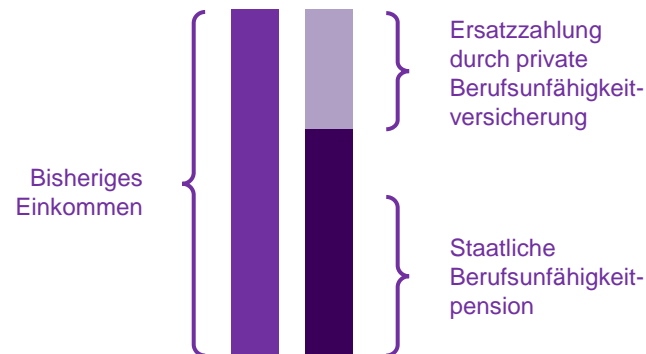 Bisheriges
Einkommen
Ersatzzahlung
durch private
Berufsunfähigkeit-
versicherung
Staatliche
Berufsunfähigkeit-
pension